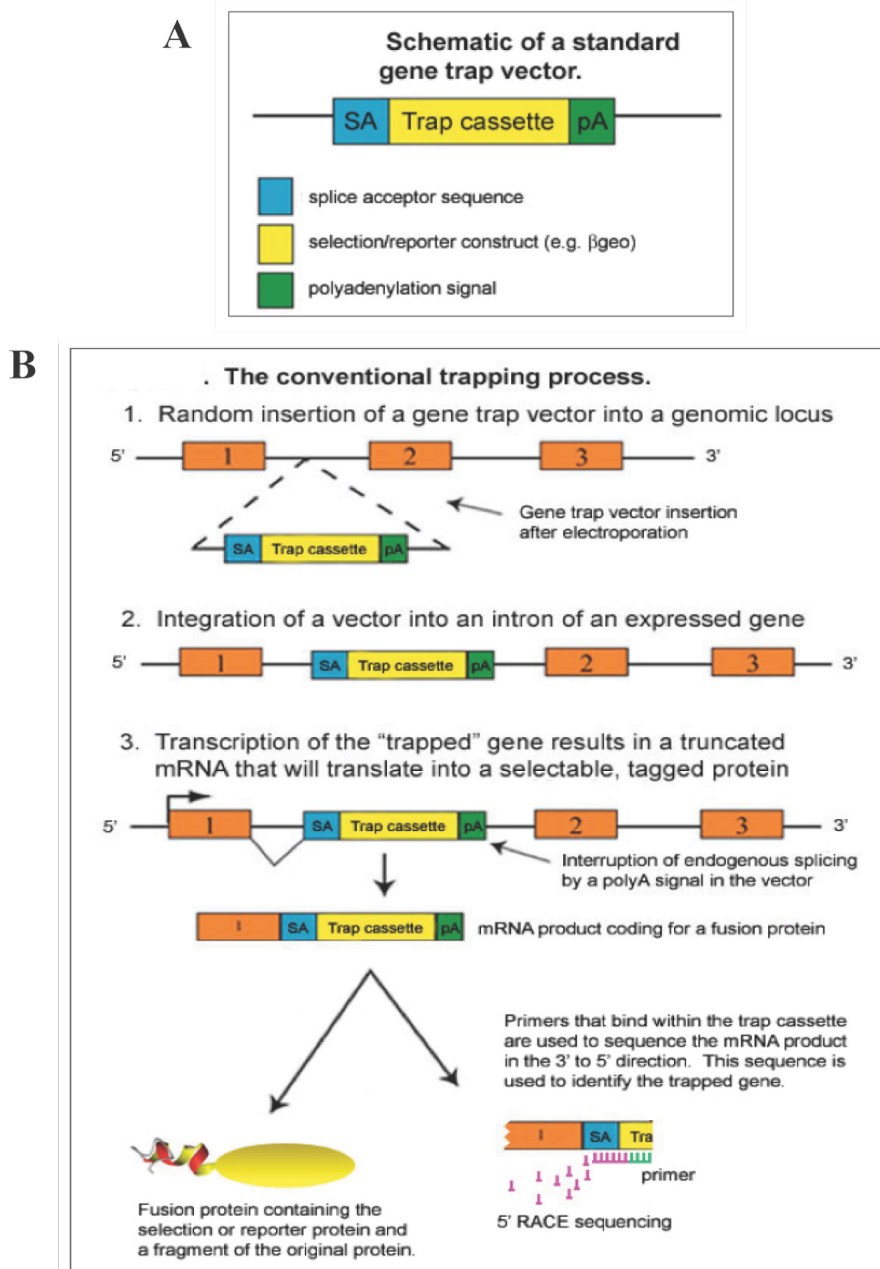 A
Schematic of a standard
gene trap vector.
SA Trap cassette pA
splice acceptor sequence
selection/reporter construct (e.g. βgeo)
polyadenylation signal
B
. The conventional trapping process.
1. Random insertion of a gene trap vector into a genomic locus
5' 1 2 3 3'
Gene trap vector insertion
after electroporation
SA Trap cassette pA
2. Integration of a vector into an intron of an expressed gene
5' 1 SA Trap cassette pA 2 3 3'
3. Transcription of the "trapped" gene results in a truncated
mRNA that will translate into a selectable, tagged protein
5' 1 SA Trap cassette pA 2 3 3'
Interruption of endogenous splicing
by a polyA signal in the vector
I SA Trap cassette pA mRNA product coding for a fusion protein
Primers that bind within the trap cassette
are used to sequence the mRNA product
in the 3' to 5' direction. This sequence is
used to identify the trapped gene.
I SA Tra
primer
5' RACE sequencing
Fusion protein containing the
selection or reporter protein and
a fragment of the original protein.